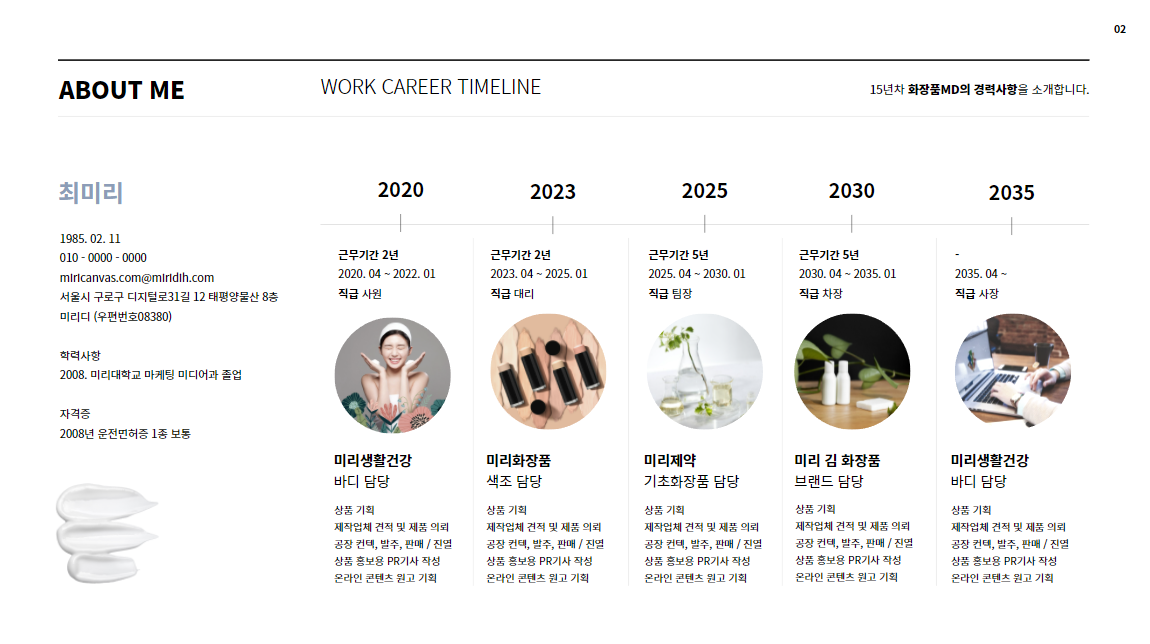 02
ABOUT ME
WORK CAREER TIMELINE
15년차 화장품MD의 경력사항을 소개합니다.
최미리
1985. 02. 11
010 - 0000 - 0000
miricanvas.com@miridih.com
서울시 구로구 디지털로31길 12 태평양물산 8층
미리디 (우편번호08380)
학력사항
2008. 미리대학교 마케팅 미디어과 졸업
자격증
2008년 운전면허증 1종 보통
2020
근무기간 2년
2020. 04 ~ 2022. 01
직급 사원
미리생활건강
바디 담당
상품 기획
제작업체 견적 및 제품 의뢰
공장 컨텍, 발주, 판매 / 진열
상품 홍보용 PR기사 작성
온라인 콘텐츠 원고 기획
2023
근무기간 2년
2023. 04 ~ 2025. 01
직급 대리
미리화장품
색조 담당
상품 기획
제작업체 견적 및 제품 의뢰
공장 컨텍, 발주, 판매 / 진열
상품 홍보용 PR기사 작성
온라인 콘텐츠 원고 기획
2025
근무기간 5년
2025. 04 ~ 2030. 01
직급 팀장
미리제약
기초화장품 담당
상품 기획
제작업체 견적 및 제품 의뢰
공장 컨텍, 발주, 판매 / 진열
상품 홍보용 PR기사 작성
온라인 콘텐츠 원고 기획
2030
근무기간 5년
2030. 04 ~ 2035. 01
직급 차장
미리 김 화장품
브랜드 담당
상품 기획
제작업체 견적 및 제품 의뢰
공장 컨텍, 발주, 판매 / 진열
상품 홍보용 PR기사 작성
온라인 콘텐츠 원고 기획
2035
-
2035. 04 ~
직급 사장
미리생활건강
바디 담당
상품 기획
제작업체 견적 및 제품 의뢰
공장 컨텍, 발주, 판매 / 진열
상품 홍보용 PR기사 작성
온라인 콘텐츠 원고 기획